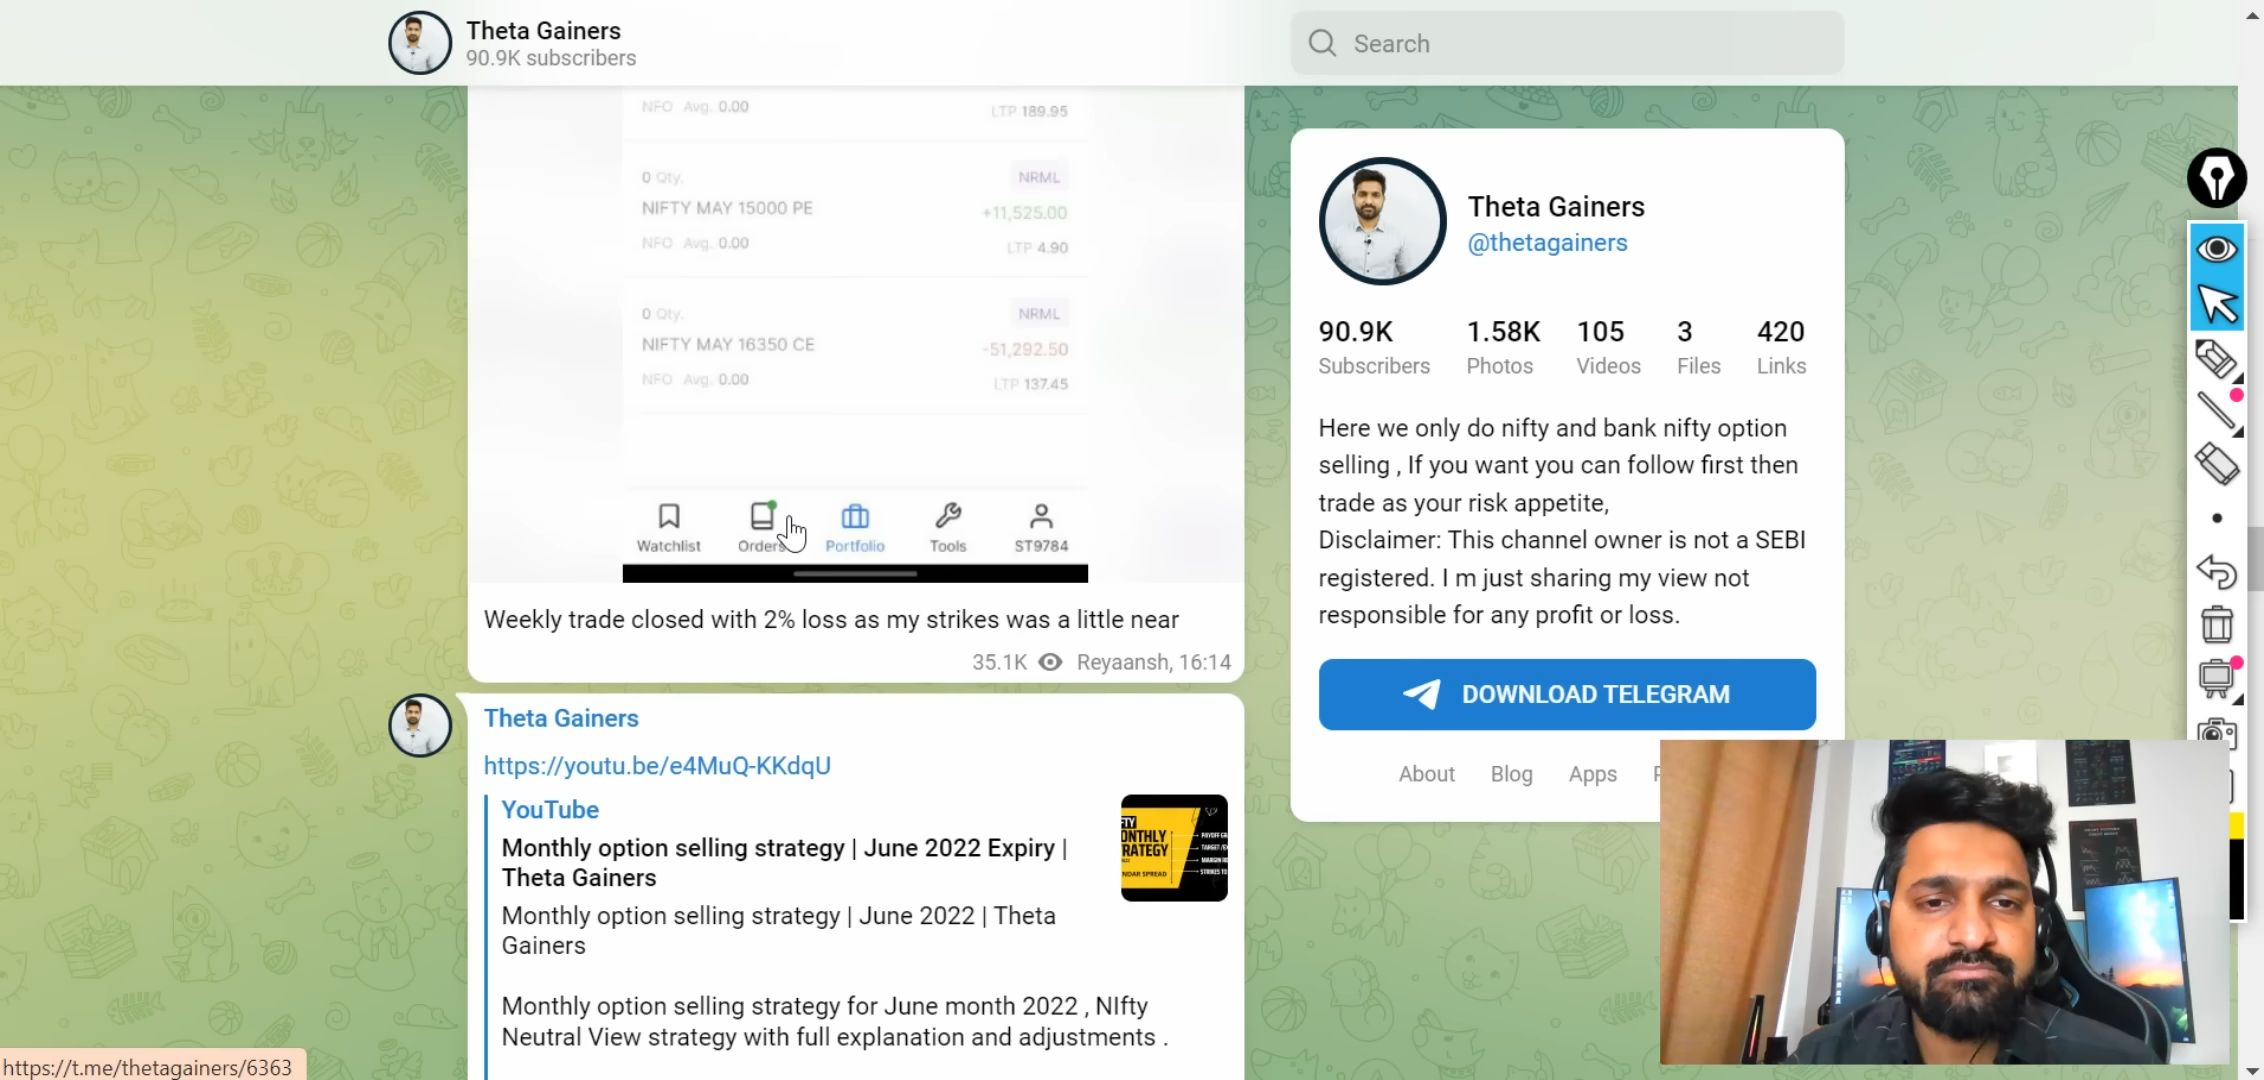 Theta Gainers
90.9K subscribers
Search
NFO Avg. 0.00
LTP 189.95
0 Qty.
NRML
NIFTY MAY 15000 PE
+11,525.00
NFO Avg. 0.00
LTP 4.90
0 Qty.
NRML
NIFTY MAY 16350 CE
-51,292.50
NFO Avg. 0.00
LTP 137.45
Watchlist
Orders
Portfolio
Tools
ST9784
Weekly trade closed with 2% loss as my strikes was a little near
35.1K
Reyaansh, 16:14
Theta Gainers
https://youtu.be/e4MuQ-KKdqU
YouTube
Monthly option selling strategy | June 2022 Expiry |
Theta Gainers
Monthly option selling strategy | June 2022 | Theta
Gainers
Monthly option selling strategy for June month 2022 , NIfty
Neutral View strategy with full explanation and adjustments .
Theta Gainers
@thetagainers
90.9K
Subscribers
1.58K
Photos
105
Videos
3
Files
420
Links
Here we only do nifty and bank nifty option
selling , If you want you can follow first then
trade as your risk appetite,
Disclaimer: This channel owner is not a SEBI
registered. I m just sharing my view not
responsible for any profit or loss.
DOWNLOAD TELEGRAM
About
Blog
Apps
https://t.me/thetagainers/6363